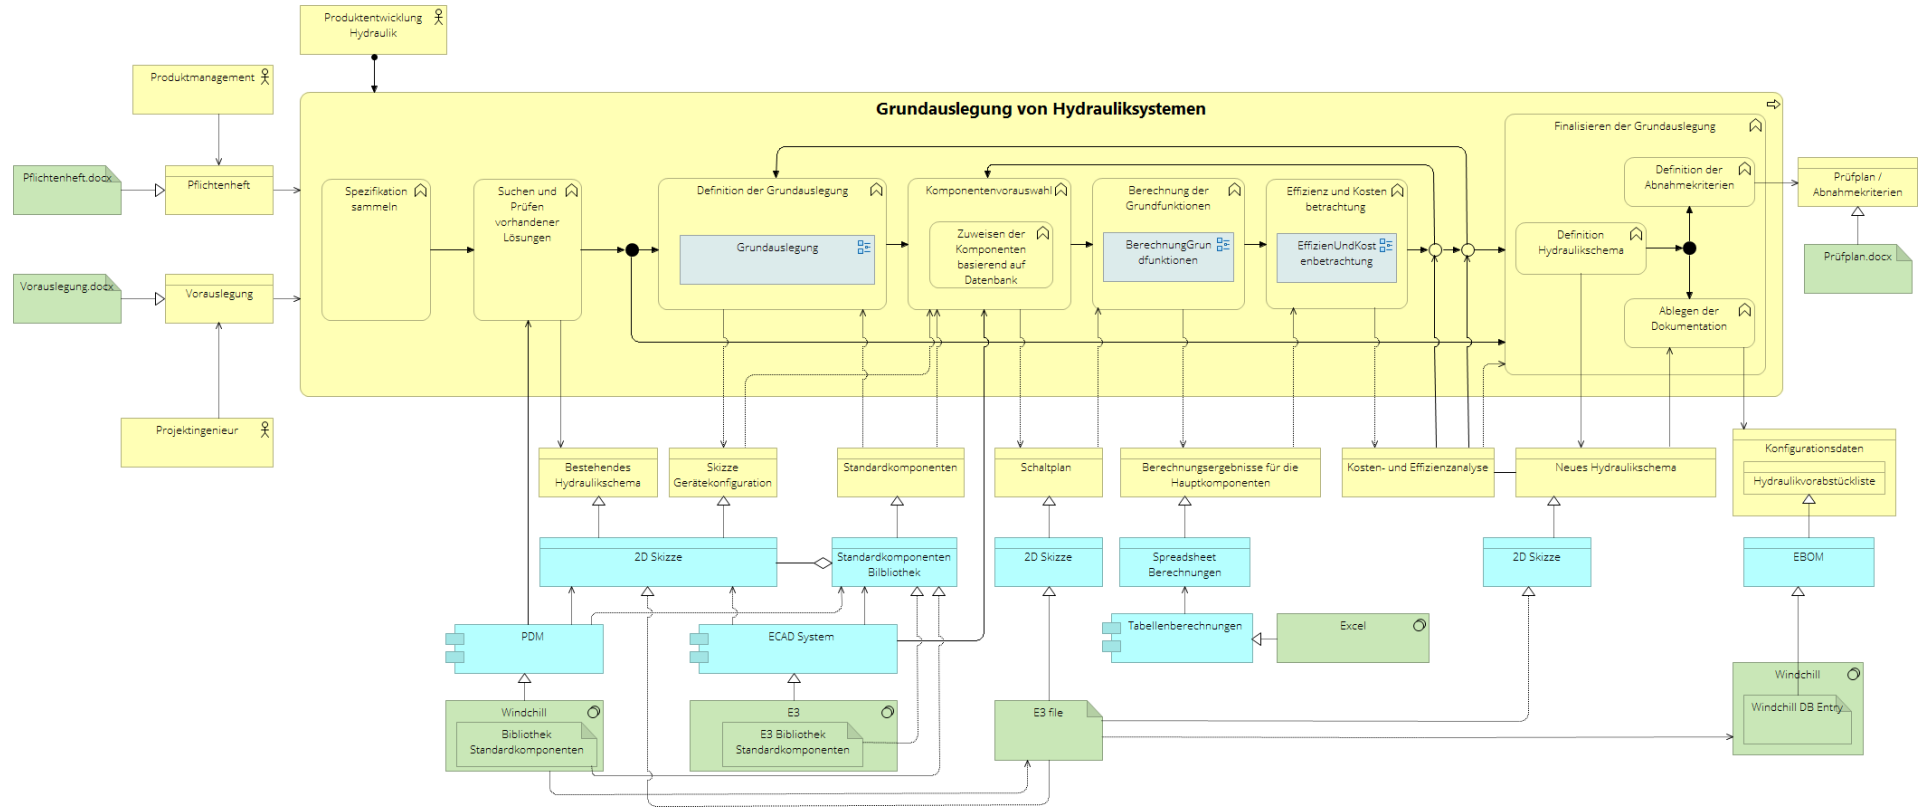 Produktentwicklung
Hydraulik
Produktmanagement
Grundauslegung von Hydrauliksystemen
Finalisieren der Grundauslegung
Pflichtenheft.docx
Pflichtenheft
Spezifikation
sammeln
Suchen und
Prüfen
vorhandener
Lösungen
Definition der Grundauslegung
Grundauslegung
Komponentenvorauswahl
Zuweisen der
Komponenten
basierend auf
Datenbank
Berechnung der
Grundfunktionen
BerechnungGrun
dfunktionen
Effizienz und Kosten
betrachtung
EffizienUndKost
enbetrachtung
Definition der
Abnahmekriterien
Definition
Hydraulikschema
Ablegen der
Dokumentation
Prüfplan /
Abnahmekriterien
Prüfplan.docx
Vorauslegung.docx
Vorauslegung
Projektingenieur
Bestehendes
Hydraulikschema
Skizze
Gerätekonfiguration
Standardkomponenten
Schaltplan
Berechnungsergebnisse für die
Hauptkomponenten
Kosten- und Effizienzanalyse
Neues Hydraulikschema
Konfigurationsdaten
Hydraulikvorabstückliste
2D Skizze
Standardkomponenten
Bilbliothek
2D Skizze
Spreadsheet
Berechnungen
2D Skizze
EBOM
PDM
ECAD System
Tabellenberechnungen
Excel
Windchill
Bibliothek
Standardkomponenten
E3
E3 Bibliothek
Standardkomponenten
E3 file
Windchill
Windchill DB Entry